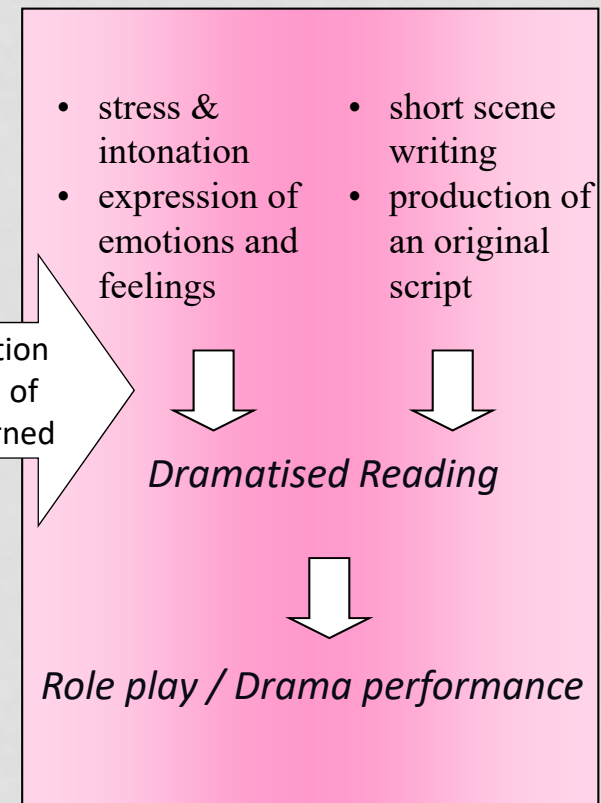 • stress &
intonation
• expression of
emotions and
feelings
• short scene
writing
• production of
an original
script
of
Dramatised Reading
Role play / Drama performance